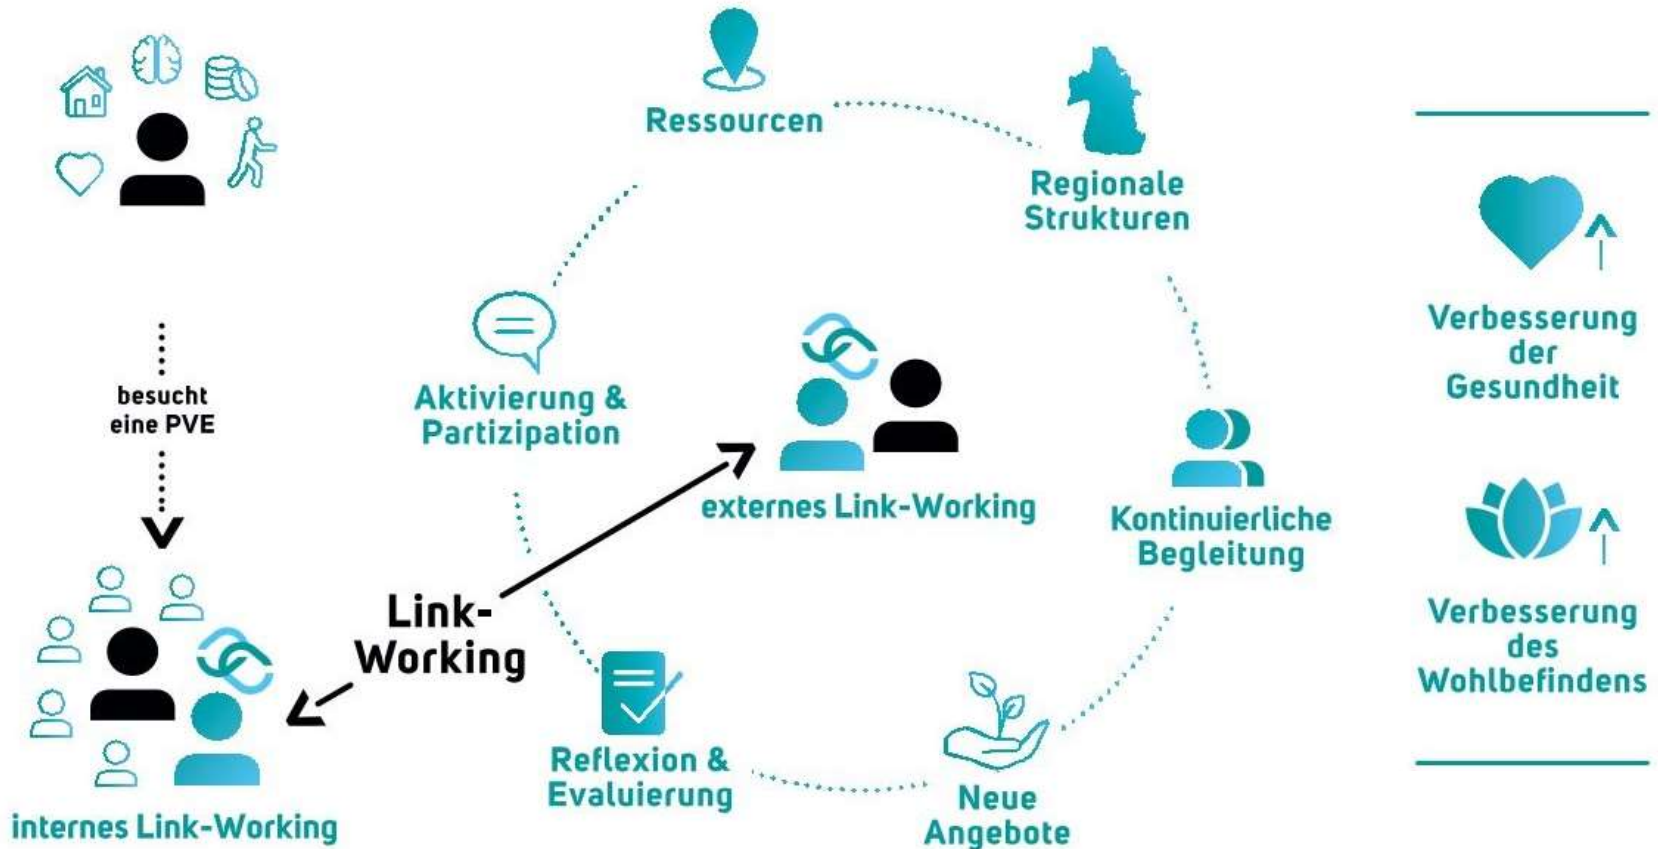 besucht
eine PVE
internes Link-Working
Link-
Working
externes Link-Working
Ressourcen
Regionale
Strukturen
Kontinuierliche
Begleitung
Neue
Angebote
Reflexion &
Evaluierung
Aktivierung &
Partizipation
Verbesserung
der
Gesundheit
Verbesserung
des
Wohlbefindens